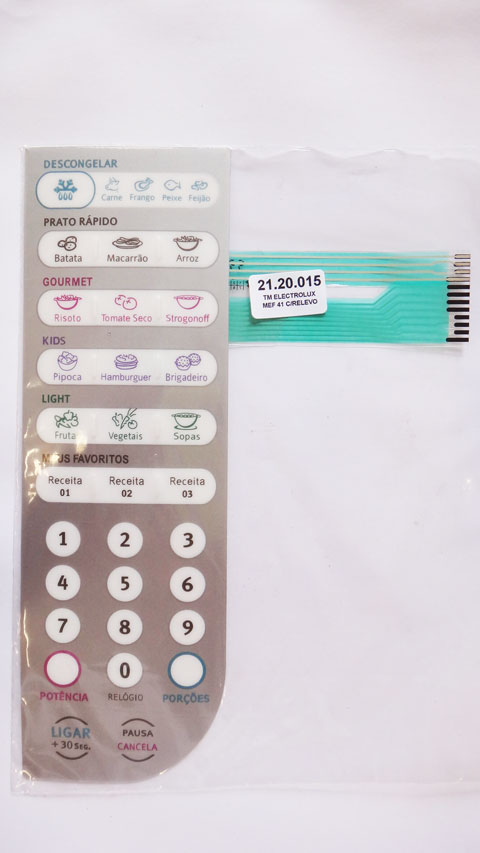 DESCONGELAR
Carne Frango Peixe Feijão
PRATO RÁPIDO
Batata Macarrão Arroz
GOURMET
Risoto Tomate Seco Strogonoff
KIDS
Pipoca Hamburguer Brigadeiro
LIGHT
Fruta Vegetais Sopas
MEUS FAVORITOS
Receita 01 Receita 02 Receita 03
1 2 3
4 5 6
7 8 9
0
POTÊNCIA RELÓGIO PORÇÕES
LIGAR +30 SEG. PAUSA CANCELA
21.20.015
TM ELECTROLUX
MEF 41 C/RELEVO